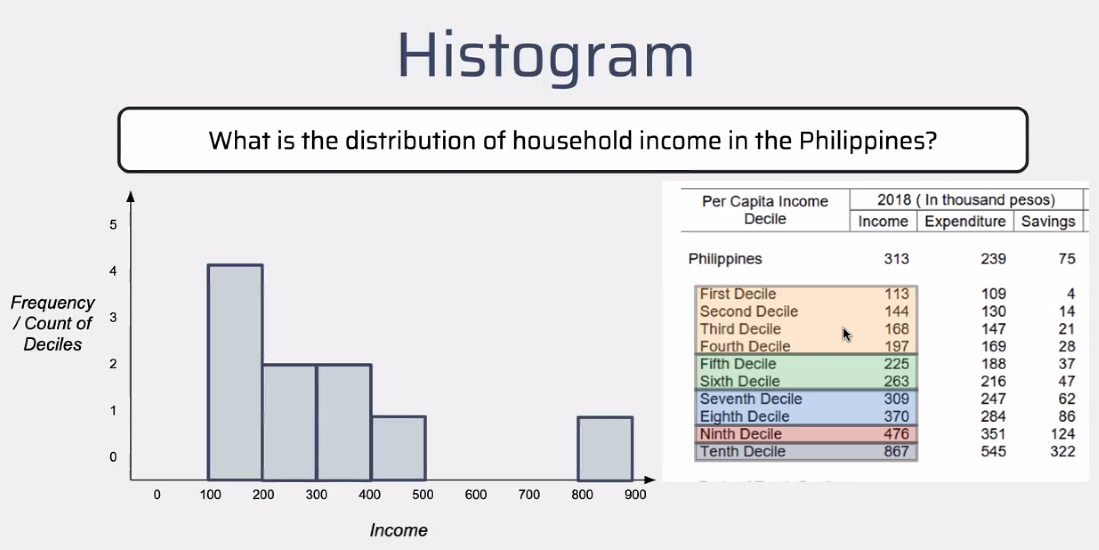 Histogram
What is the distribution of household income in the Philippines?
5
4
3
2
1
0
Frequency
/ Count of
Deciles
0 100 200 300 400 500 600 700 800 900
Income
Per Capita Income
Decile
2018 ( In thousand pesos)
Income Expenditure Savings
Philippines 313 239 75
First Decile 113 109 4
Second Decile 144 130 14
Third Decile 168 147 21
Fourth Decile 197 169 28
Fifth Decile 225 188 37
Sixth Decile 263 216 47
Seventh Decile 309 247 62
Eighth Decile 370 284 86
Ninth Decile 476 351 124
Tenth Decile 867 545 322